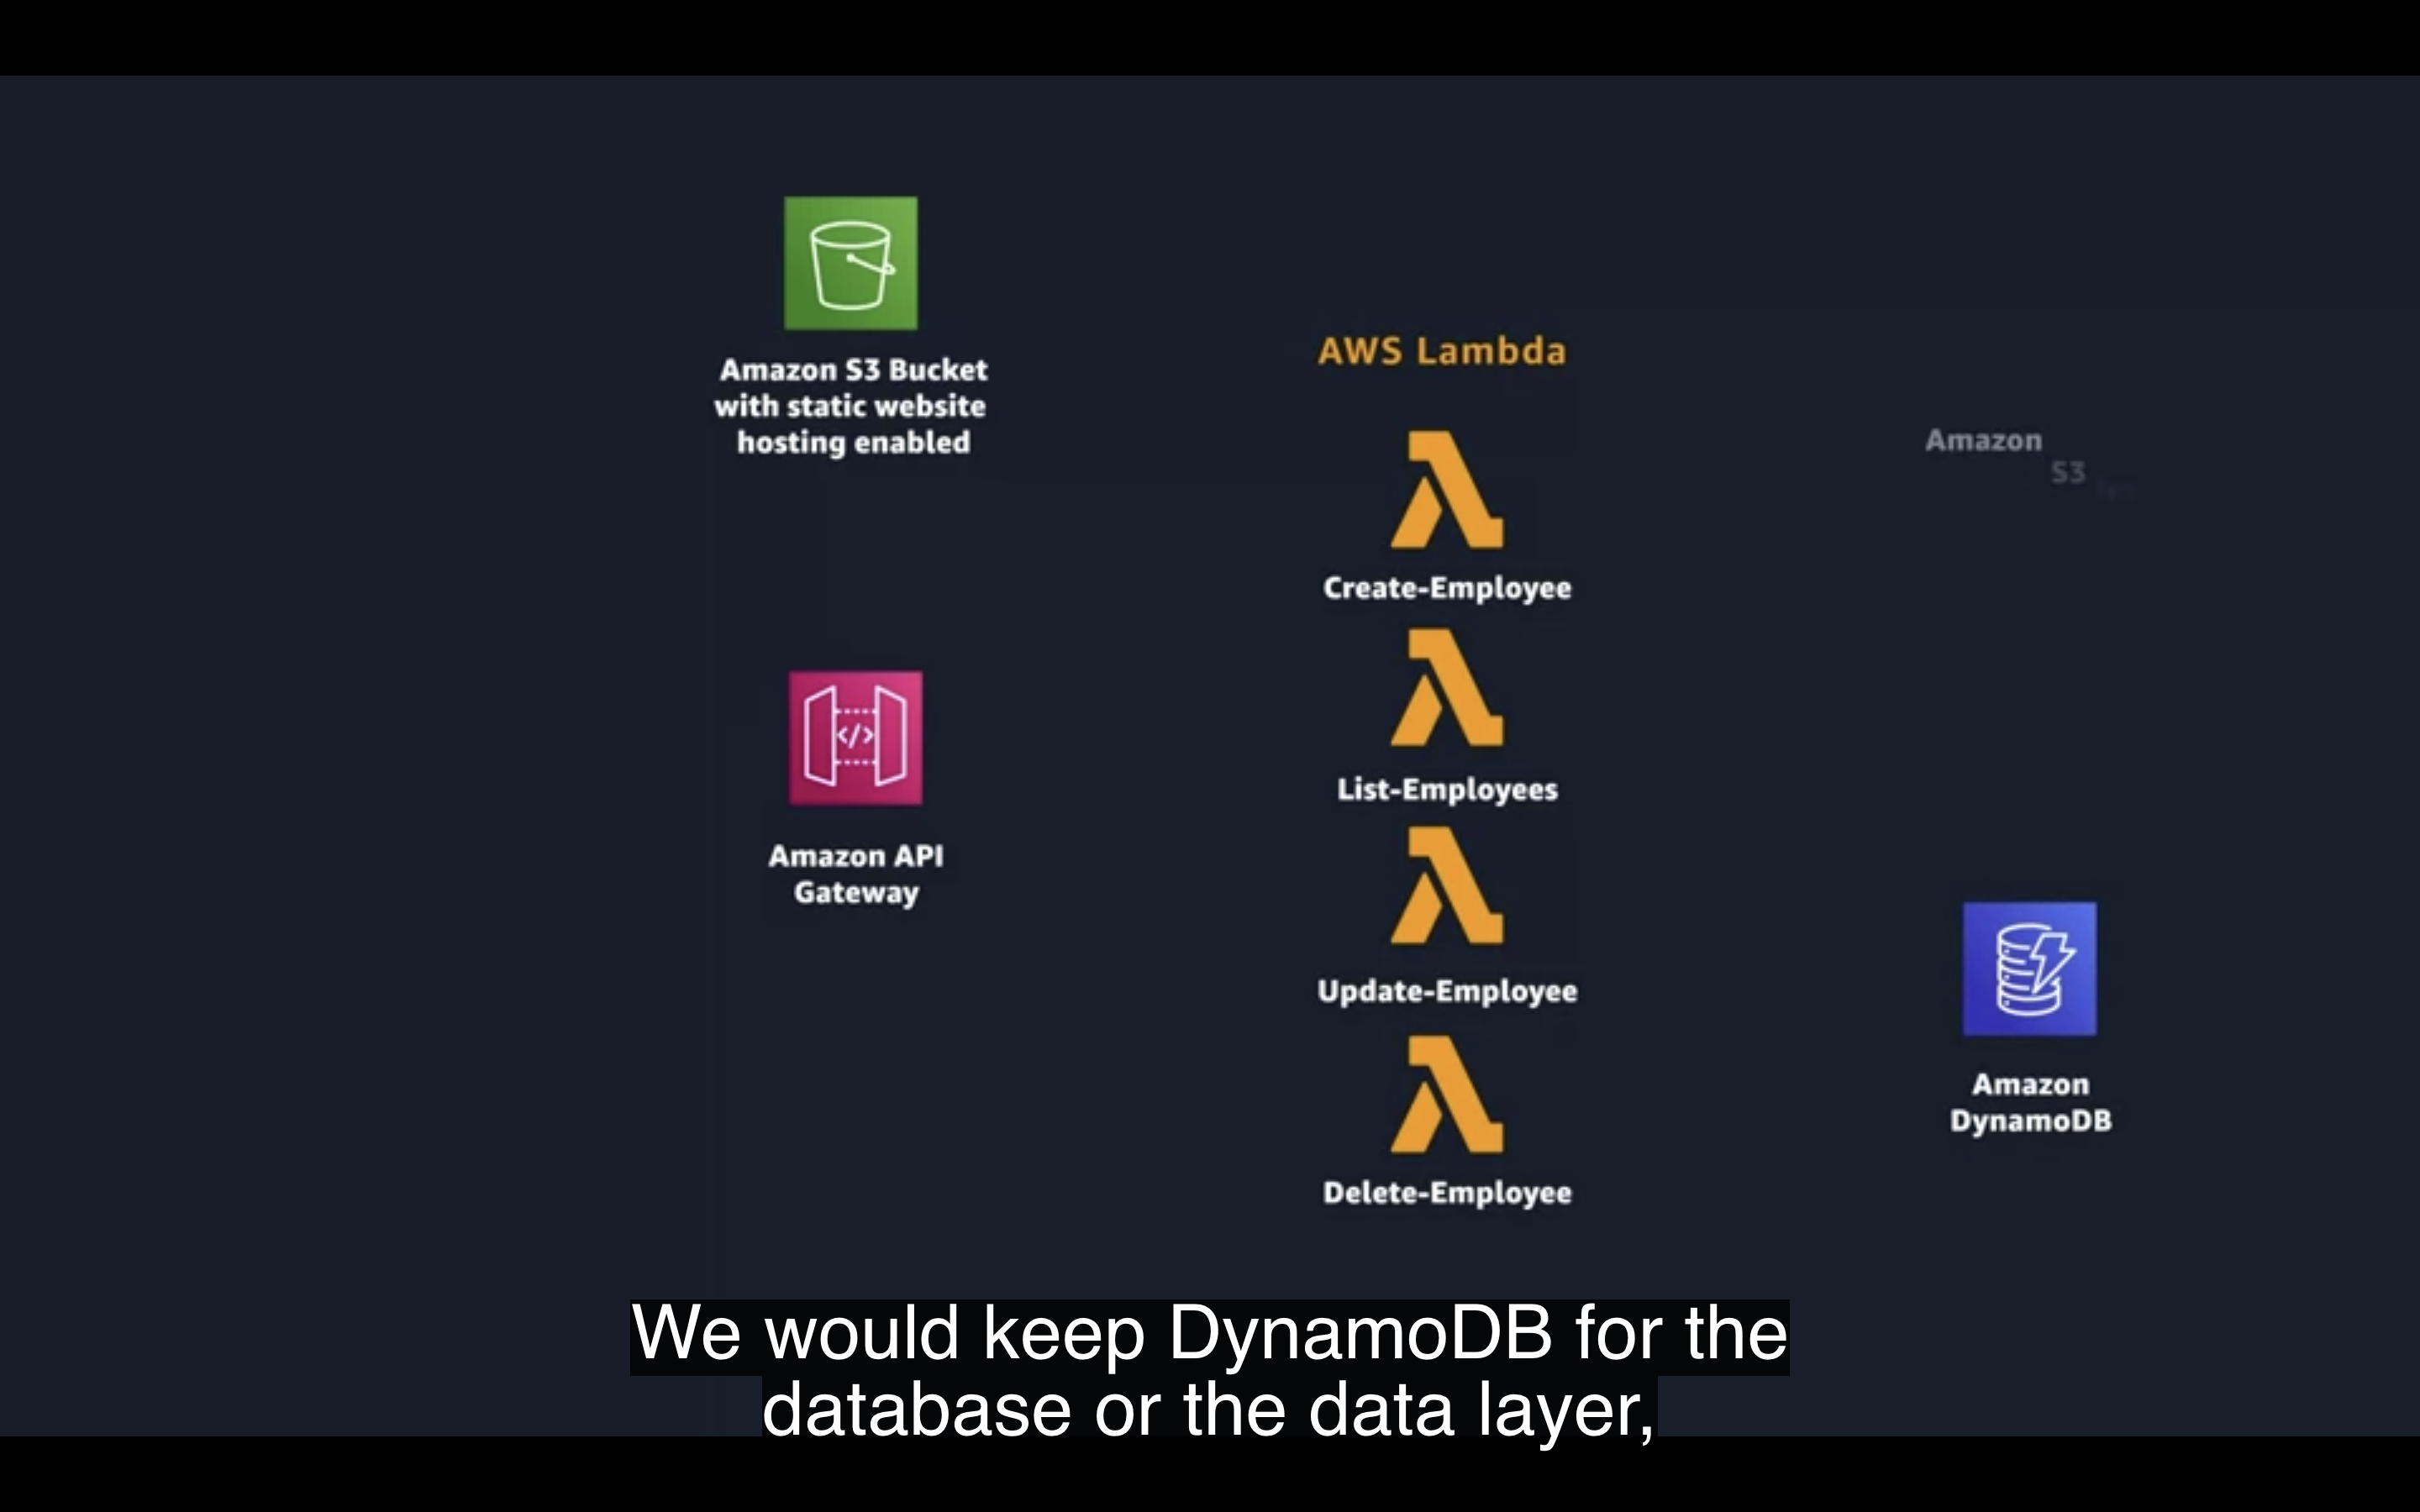 Amazon S3 Bucket
with static website
hosting enabled
AWS Lambda
Amazon
S3
Create-Employee
List-Employees
</>
Amazon API
Gateway
Update-Employee
Amazon
DynamoDB
Delete-Employee
We would keep DynamoDB for the
database or the data layer,